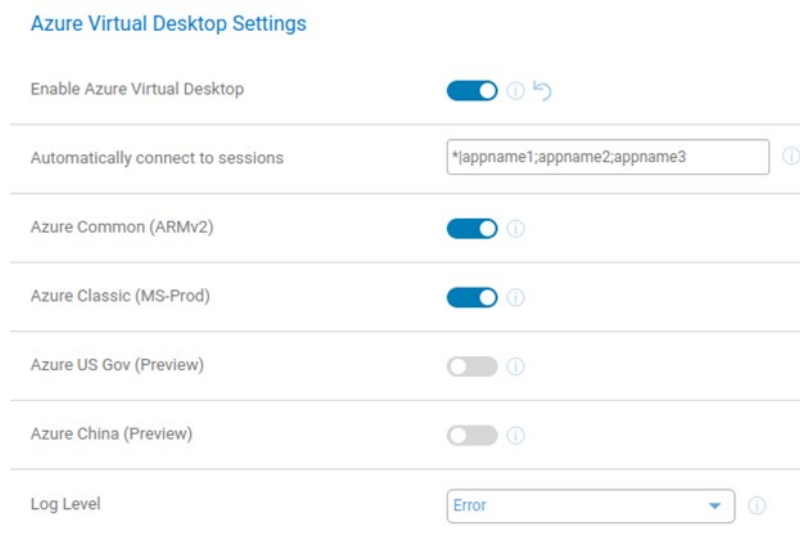 Azure Virtual Desktop Settings
Enable Azure Virtual Desktop
Automatically connect to sessions *|appname1;appname2;appname3
Azure Common (ARMv2)
Azure Classic (MS-Prod)
Azure US Gov (Preview)
Azure China (Preview)
Log Level Error